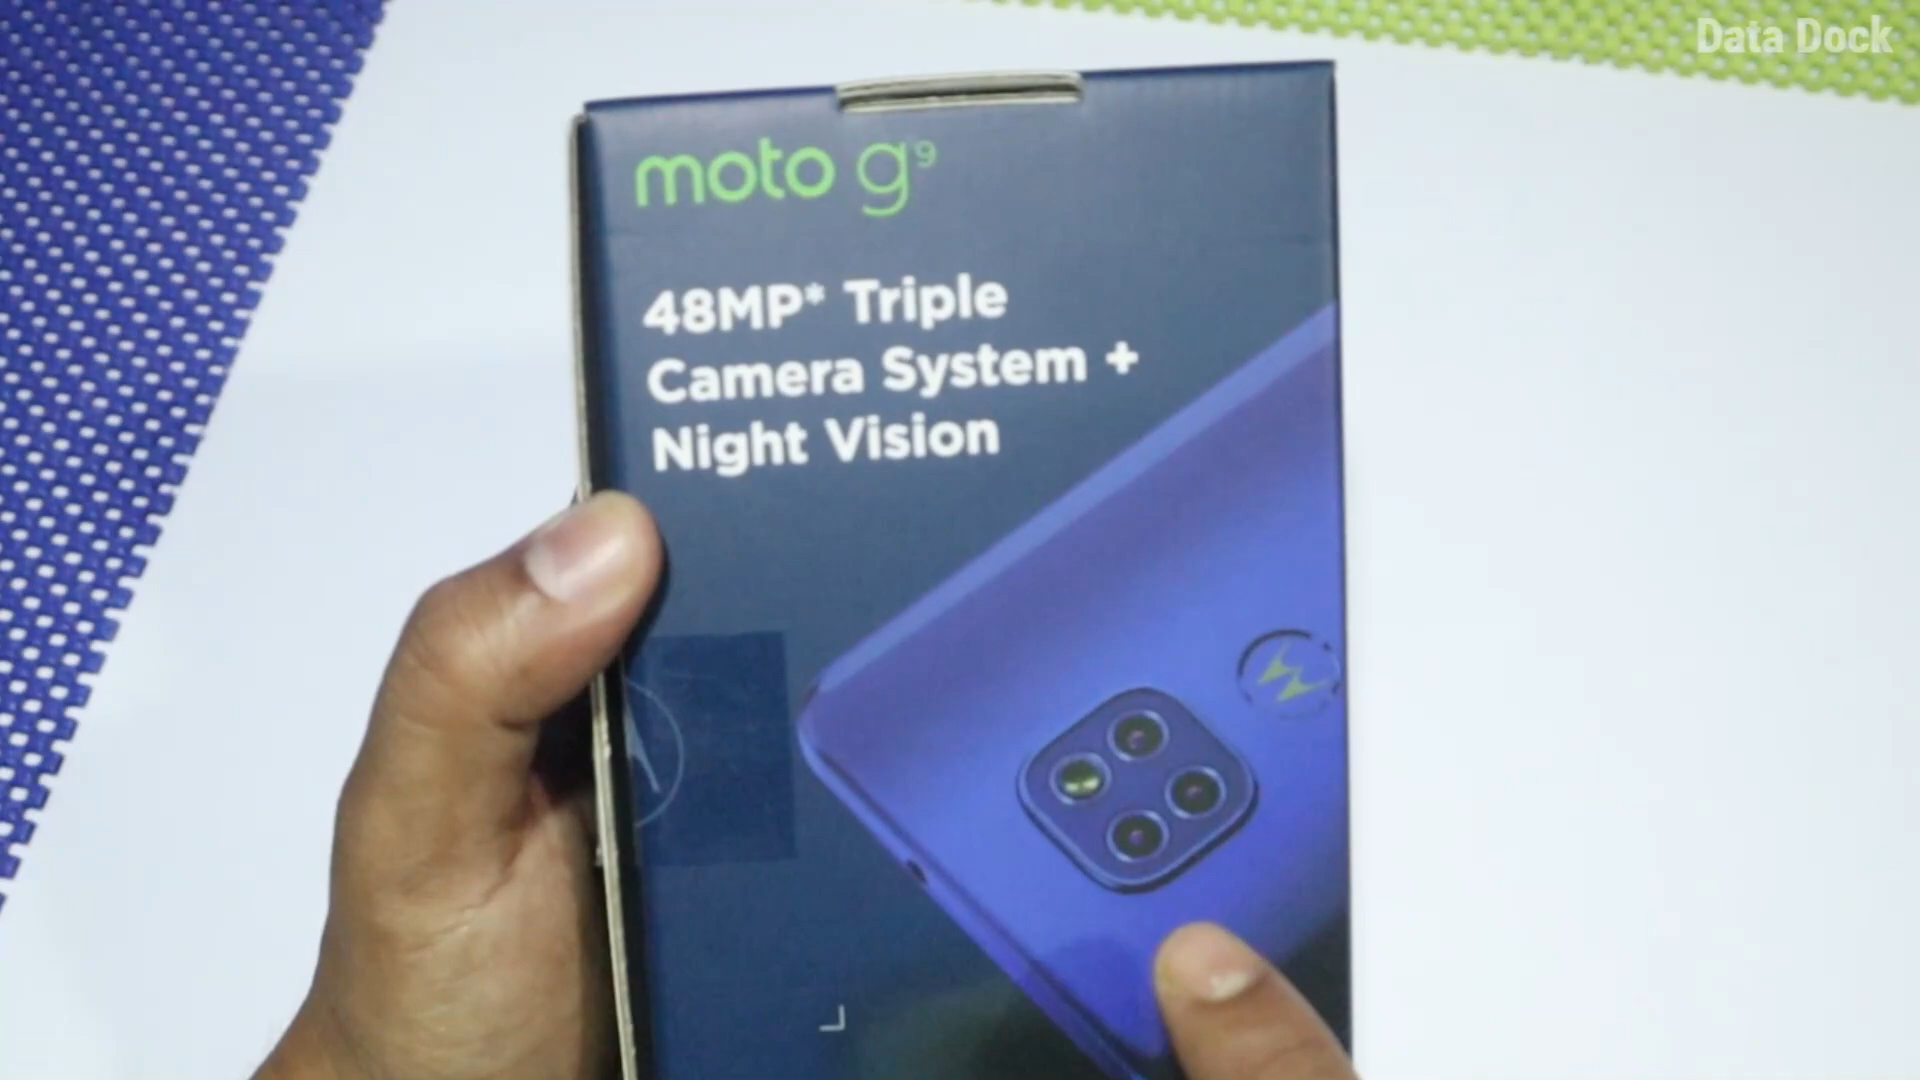 Data Dock
moto g⁹
48MP* Triple
Camera System +
Night Vision